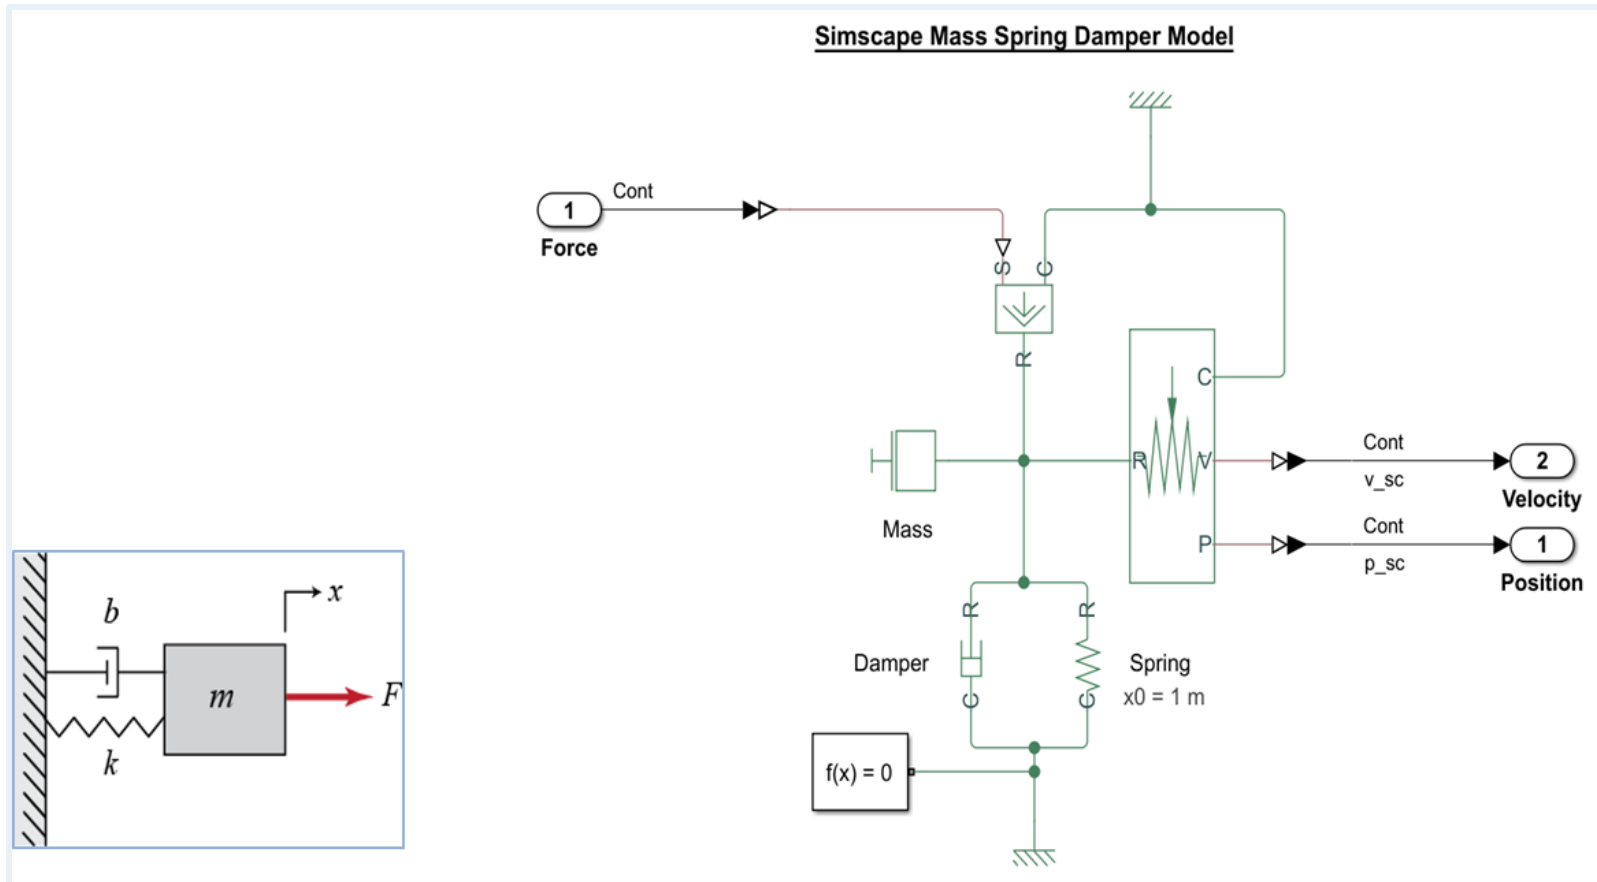 Simscape Mass Spring Damper Model
1
Cont
Force
S
C
R
C
R
V
P
Cont
v_sc
2
Velocity
Cont
p_sc
1
Position
Mass
R
R
Damper
Spring
x0 = 1 m
C
C
f(x) = 0
b
x
m
F
k